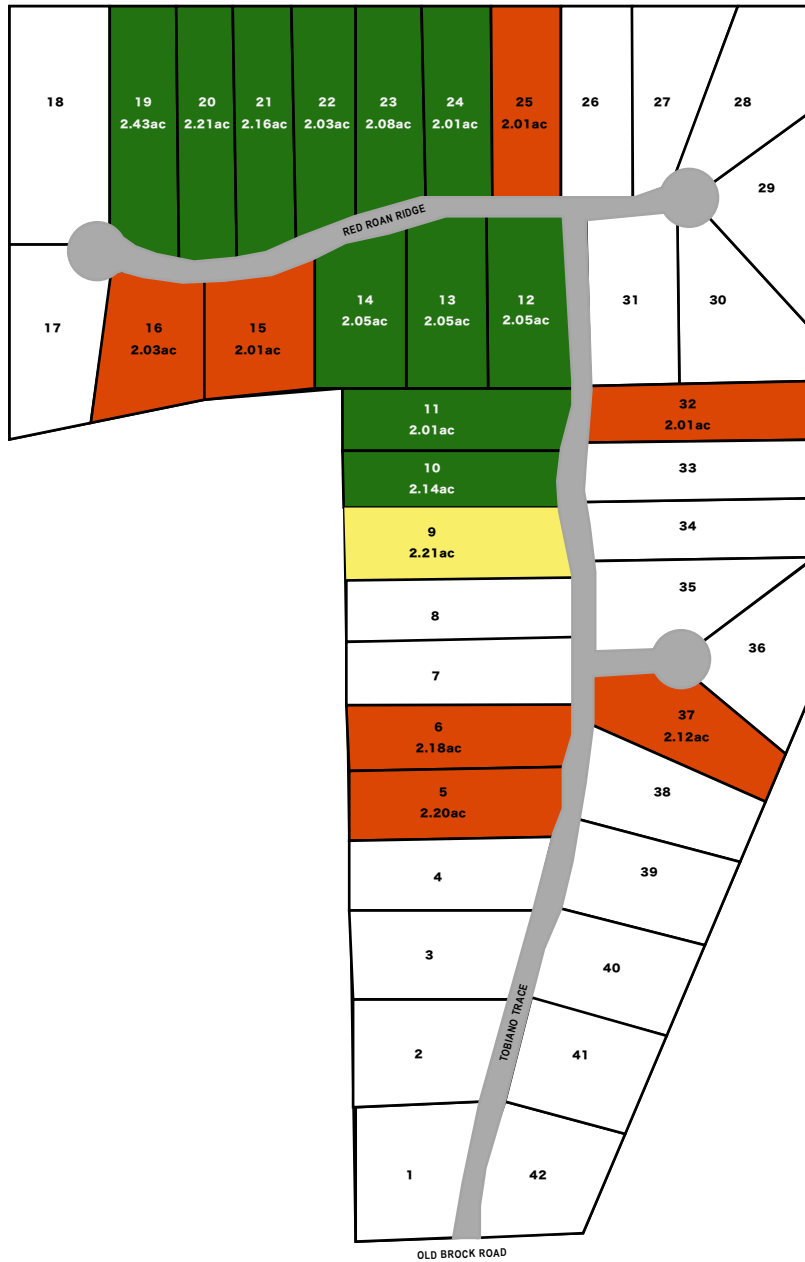 18
19
2.43ac
20
2.21ac
21
2.16ac
22
2.03ac
23
2.08ac
24
2.01ac
25
2.01ac
26
27
28
29
RED ROAN RIDGE
17
16
2.03ac
15
2.01ac
14
2.05ac
13
2.05ac
12
2.05ac
31
30
11
2.01ac
32
2.01ac
10
2.14ac
33
9
2.21ac
34
8
35
7
36
6
2.18ac
37
2.12ac
5
2.20ac
38
4
39
3
40
TOBIANO TRACE
2
41
1
42
OLD BROCK ROAD